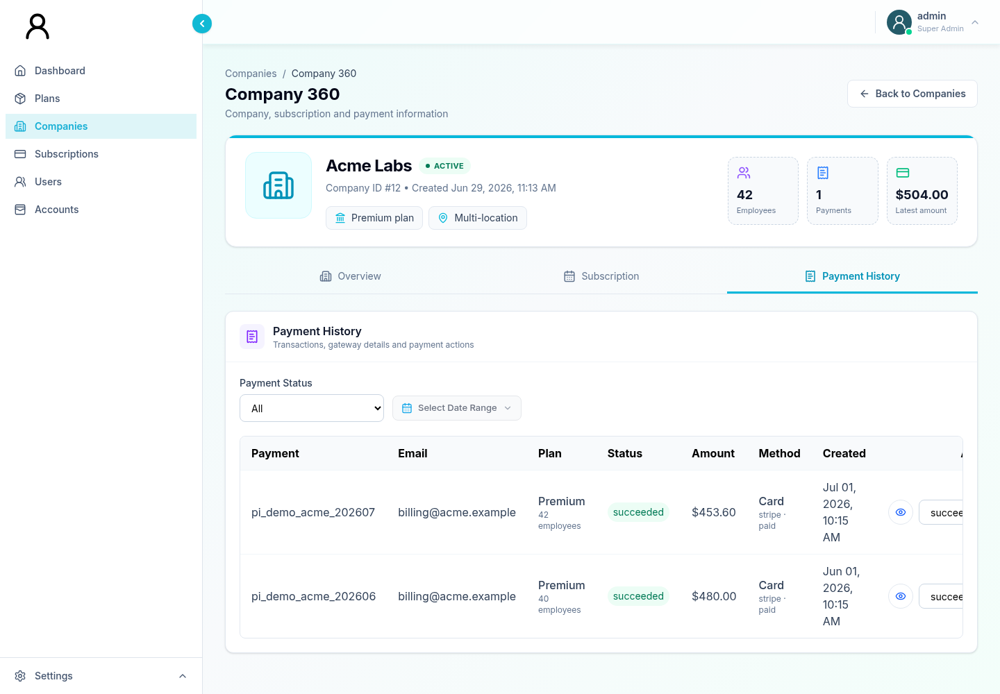 admin
Super Admin
Dashboard
Plans
Companies
Subscriptions
Users
Accounts
Settings
Companies / Company 360
Company 360
Company, subscription and payment information
Back to Companies
Acme Labs
ACTIVE
Company ID #12 • Created Jun 29, 2026, 11:13 AM
Premium plan
Multi-location
42
Employees
1
Payments
$504.00
Latest amount
Overview
Subscription
Payment History
Payment History
Transactions, gateway details and payment actions
Payment Status
All
Select Date Range
Payment Email Plan Status Amount Method Created
pi_demo_acme_202607
billing@acme.example
Premium
42
employees
succeeded
$453.60
Card
stripe ·
paid
Jul 01,
2026,
10:15
AM
succee
pi_demo_acme_202606
billing@acme.example
Premium
40
employees
succeeded
$480.00
Card
stripe ·
paid
Jun 01,
2026,
10:15
AM
succee